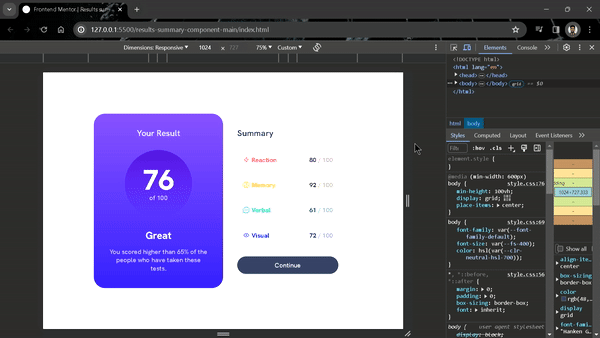 Frontend Mentor | Results sum
127.0.0.1:5500/results-summary-component-main/index.html
Dimensions: Responsive 1024 × 727 75% Custom
Elements Console
<!DOCTYPE html>
<html lang="en">
<head> ⋯ </head>
<body> ⋯ </body> grid == $0
</html>
html body
Styles Computed Layout Event Listeners
Filt :hov .cls
element.style {
}
@media (min-width: 600px)
body { style.css:76
min-height: 100vh;
display: grid;
place-items: center;
}
body { style.css:69
font-family: var(--font-
family-default);
font-size: var(--fs-400);
color: hsl(var(--clr-
neutral-hsl-700));
}
*, *::before, style.css:56
*::after {
margin: 0;
padding: 0;
box-sizing: border-box;
font: inherit;
}
body { user agent stylesheet
display: block;
1024×727.333
Show all
align-ite
center
box-sizin
border-box
color
rgb(48,
display
grid
font-fami
"Hanken G
Your Result
76
of 100
Great
You scored higher than 65% of the
people who have taken these
tests.
Summary
Reaction 80 / 100
Memory 92 / 100
Verbal 61 / 100
Visual 72 / 100
Continue